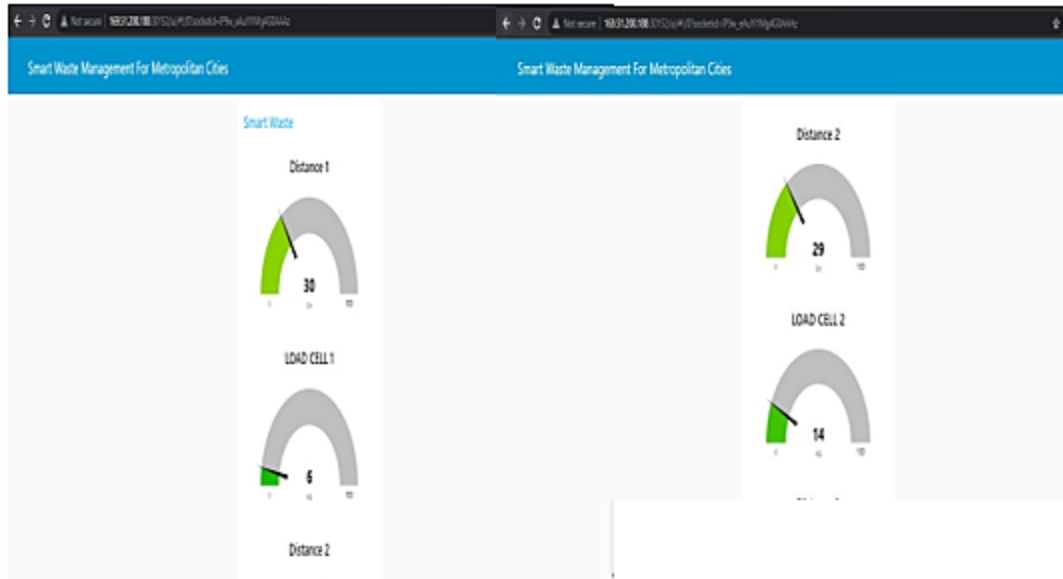 Not secure
Smart Waste Management For Metropolitan Cities
Smart Waste
Distance 1
30
0
100
LOAD CELL 1
6
0
100
Distance 2
Not secure
Smart Waste Management For Metropolitan Cities
Distance 2
29
0
100
LOAD CELL 2
14
0
100